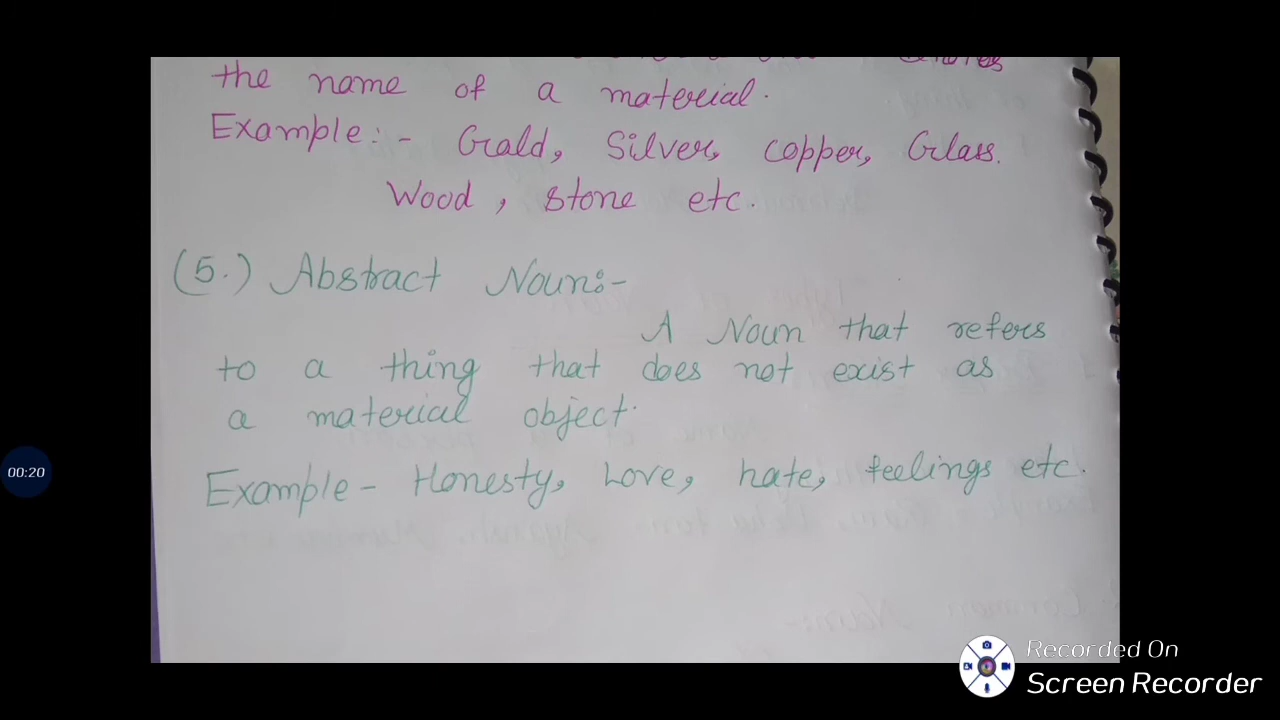 the name of a material.
Example:- Gald, Silver, copper, Glass.
Wood, stone etc.
(5.) Abstract Noun:-
A Noun that refers
to a thing that does not exist as
a material object.
Example - Honesty, Love, hate, feelings etc.
00:20
Recorded On
Screen Recorder